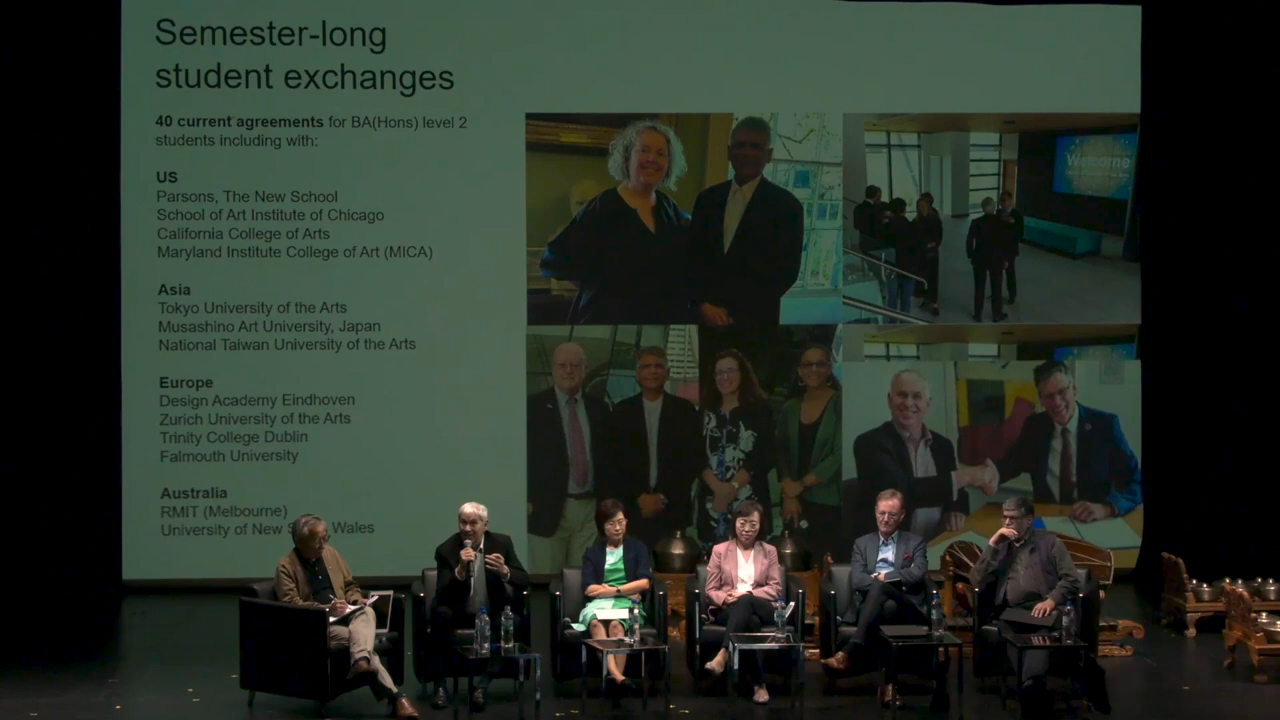 Semester-long
student exchanges
40 current agreements for BA(Hons) level 2
students including with:
US
Parsons, The New School
School of Art Institute of Chicago
California College of Arts
Maryland Institute College of Art (MICA)
Asia
Tokyo University of the Arts
Musashino Art University, Japan
National Taiwan University of the Arts
Europe
Design Academy Eindhoven
Zurich University of the Arts
Trinity College Dublin
Falmouth University
Australia
RMIT (Melbourne)
University of New Wales
Welcome